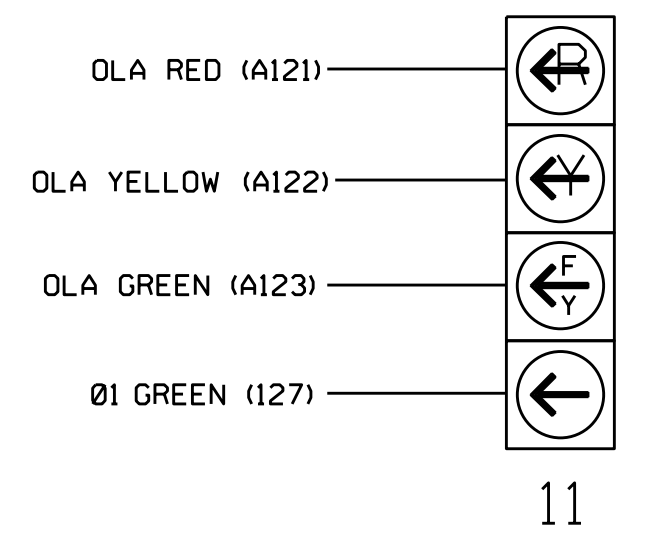 OLA RED (A121)
R
OLA YELLOW (A122)
Y
OLA GREEN (A123)
F
Y
Ø1 GREEN (127)
11